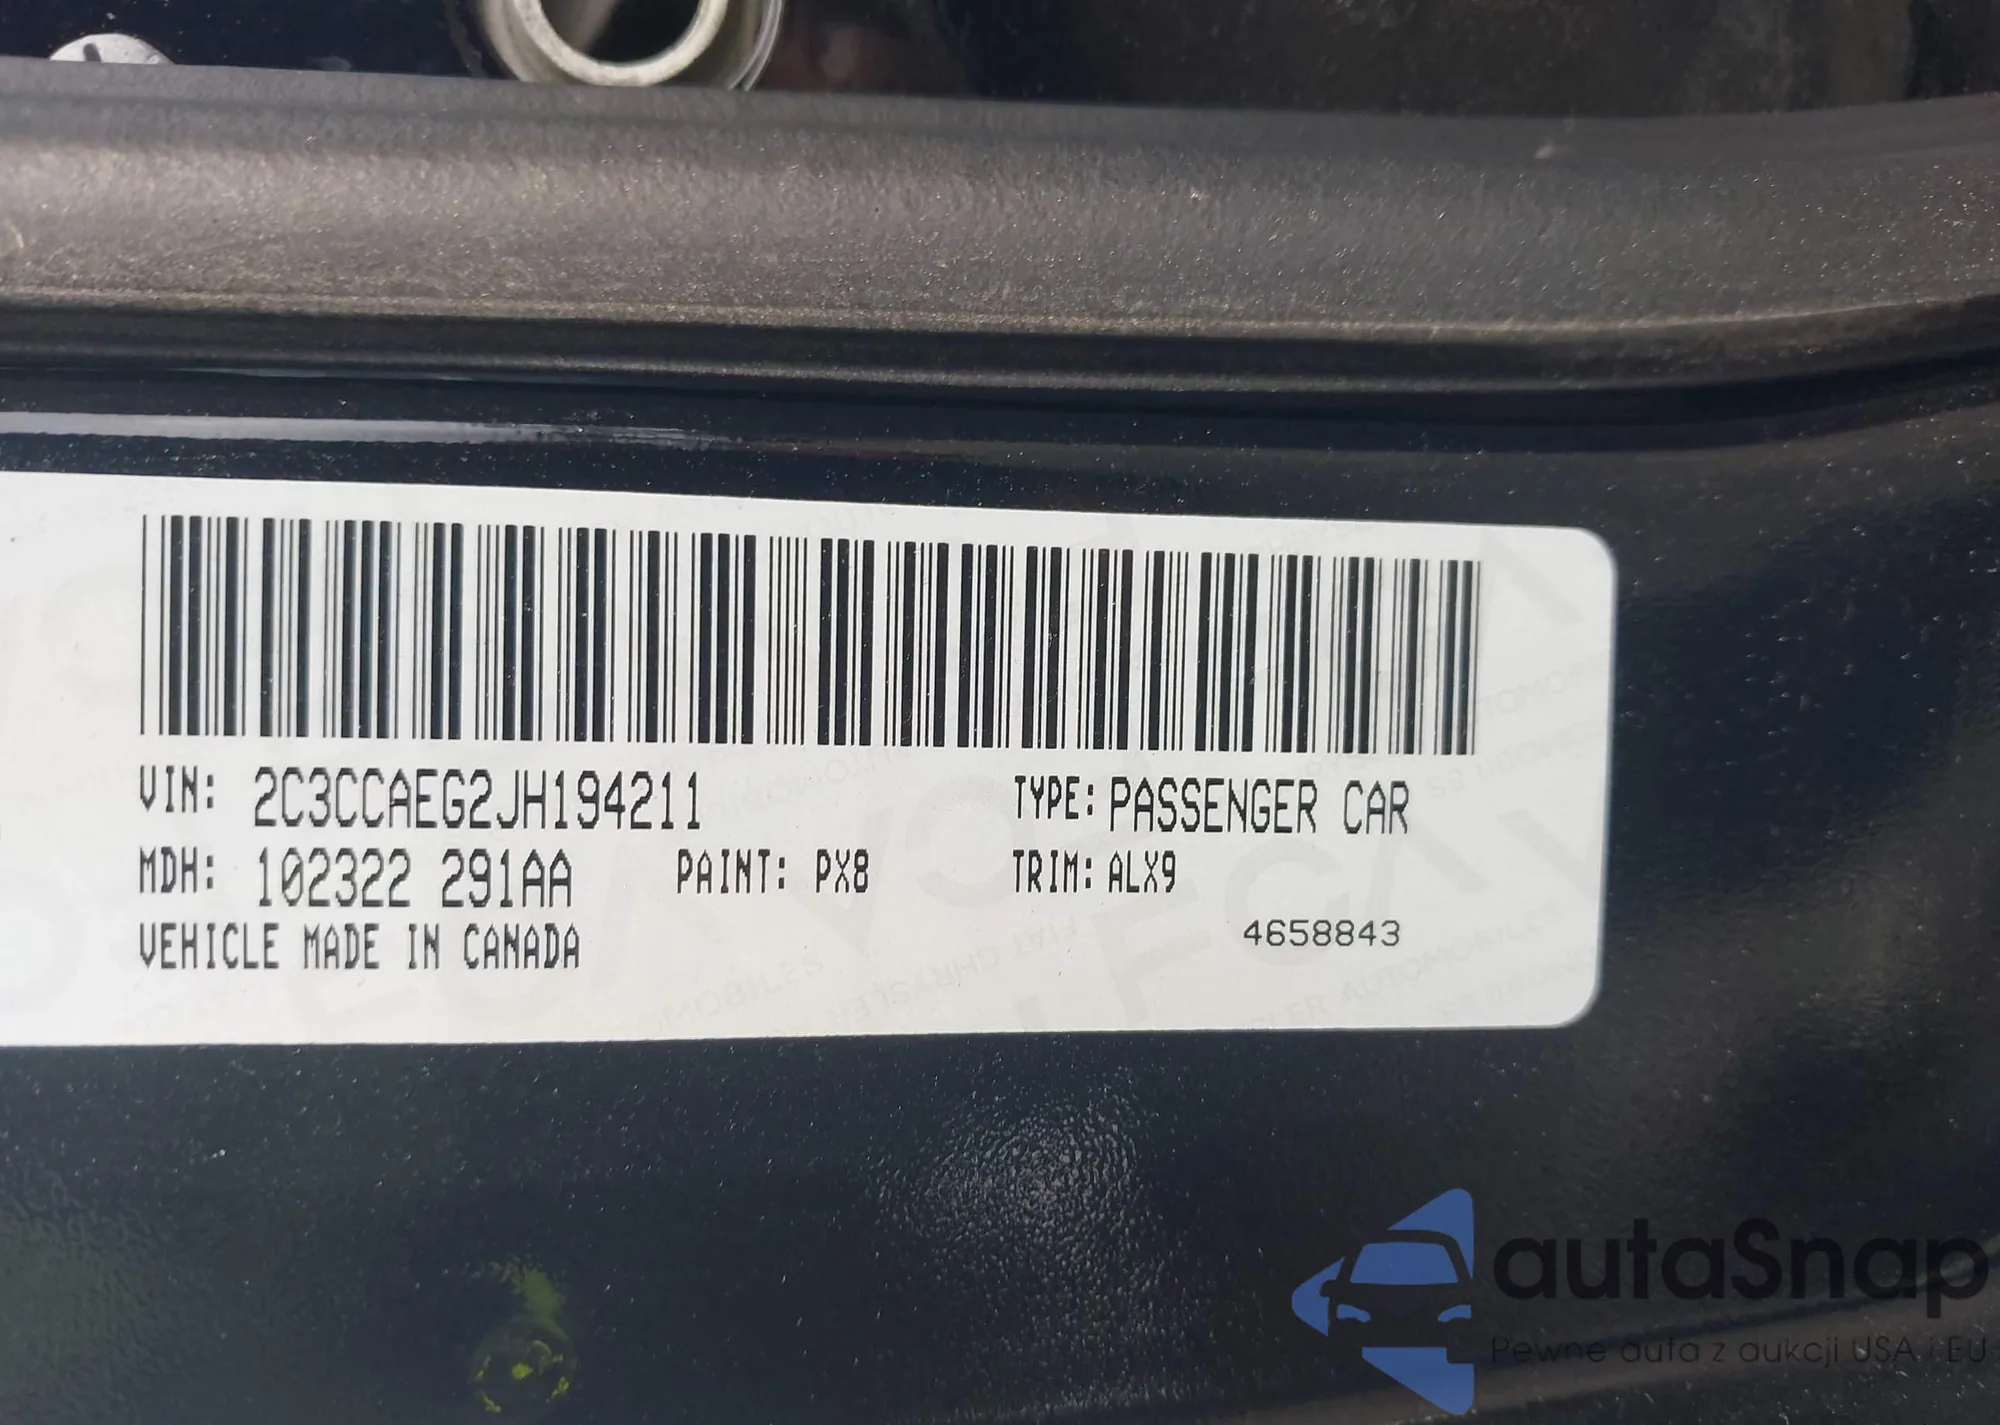 VIN: 2C3CCAEG2JH194211 TYPE: PASSENGER CAR
MDH: 102322 291AA PAINT: PX8 TRIM: ALX9
VEHICLE MADE IN CANADA 4658843
autaSnap
Pewne auta z aukcji USA i EU